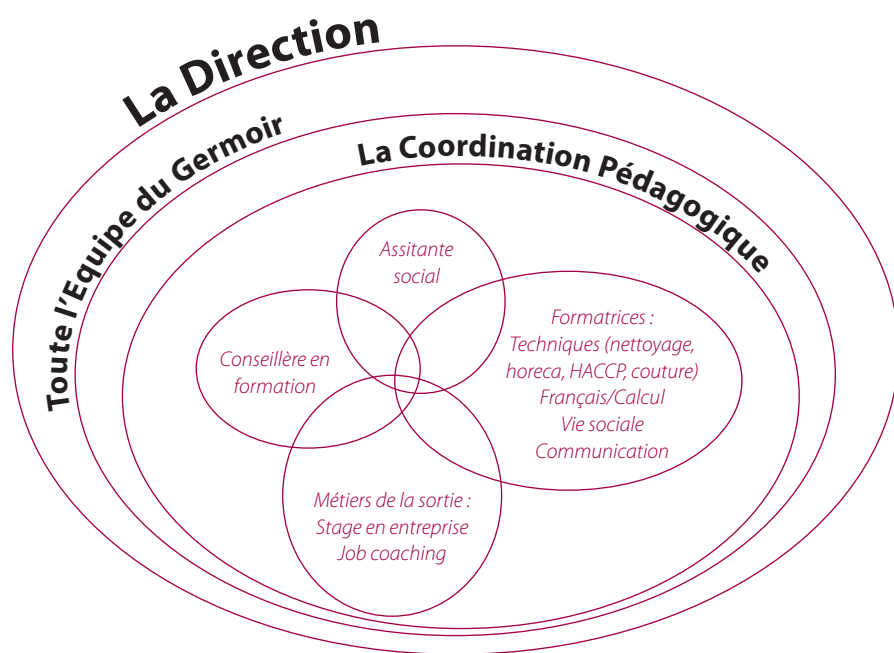 La Direction
Toute l'Equipe du Germoir
La Coordination Pédagogique
Assitante
social
Conseillère en
formation
Formatrices :
Techniques (nettoyage,
horeca, HACCP, couture)
Français/Calcul
Vie sociale
Communication
Métiers de la sortie :
Stage en entreprise
Job coaching